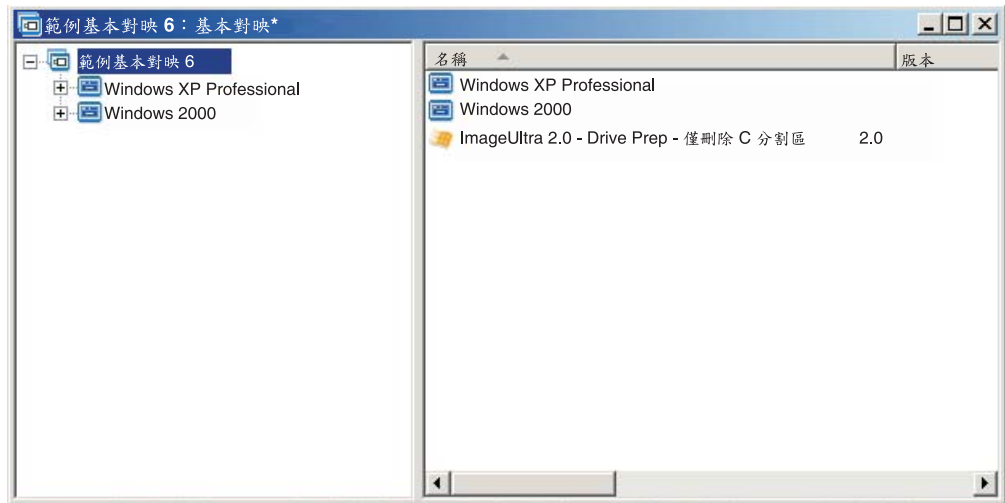 範例基本對映 6：基本對映*
範例基本對映 6
Windows XP Professional
Windows 2000
名稱 版本
Windows XP Professional
Windows 2000
ImageUltra 2.0 - Drive Prep - 僅刪除 C 分割區 2.0